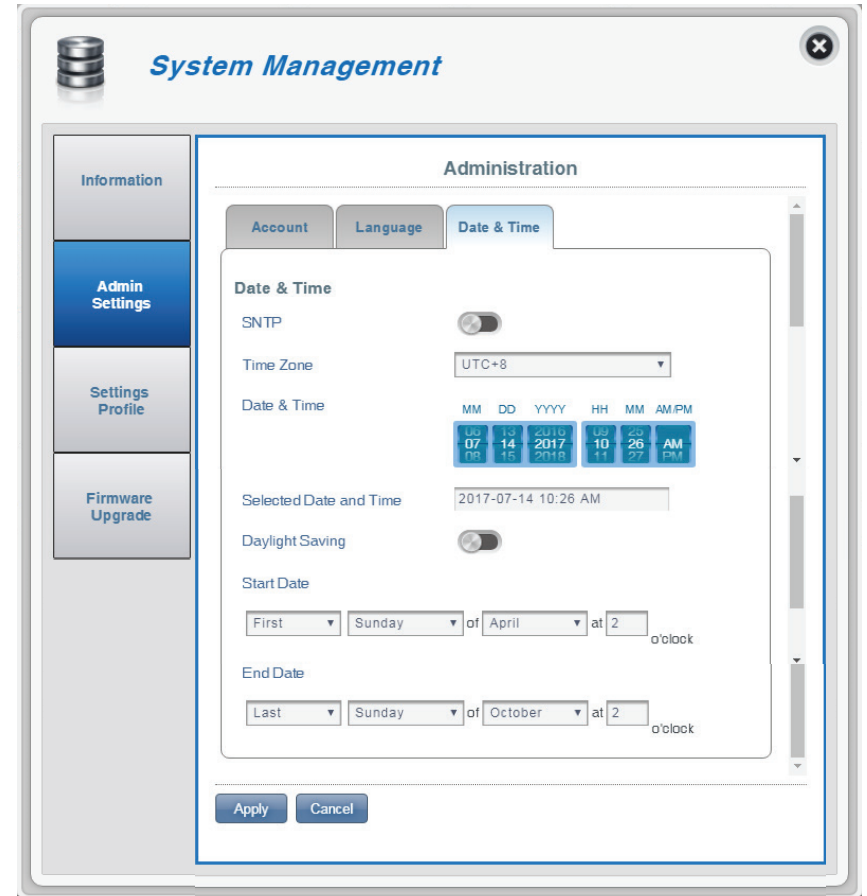 System Management
Information
Admin
Settings
Settings
Profile
Firmware
Upgrade
Administration
Account Language Date & Time
Date & Time
SNTP
Time Zone UTC+8
Date & Time MM DD YYYY HH MM AM/PM
06 13 2016 09 25
07 14 2017 10 26 AM
08 15 2018 11 27 PM
Selected Date and Time 2017-07-14 10:26 AM
Daylight Saving
Start Date
First Sunday of April at 2 o'clock
End Date
Last Sunday of October at 2 o'clock
Apply Cancel